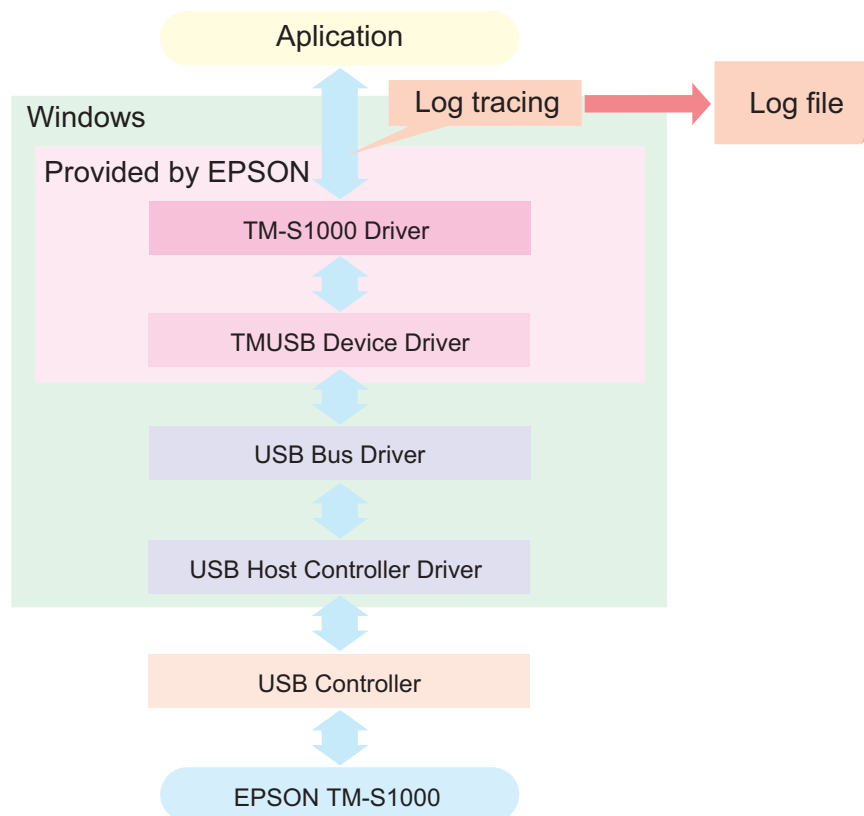 Aplication
Log tracing
Log file
Windows
Provided by EPSON
TM-S1000 Driver
TMUSB Device Driver
USB Bus Driver
USB Host Controller Driver
USB Controller
EPSON TM-S1000